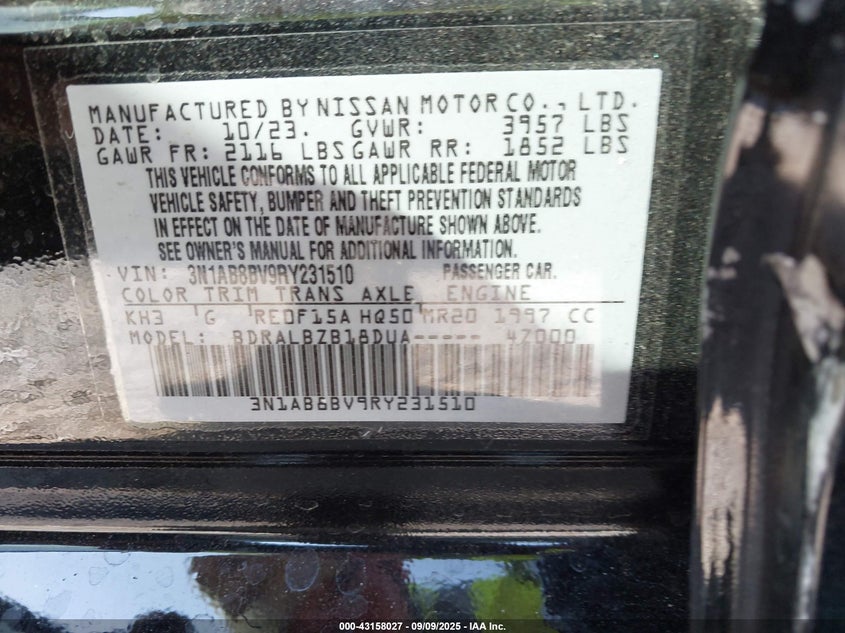 MANUFACTURED BY NISSAN MOTOR CO., LTD.
DATE: 10/23. GVWR: 3957 LBS
GAWR FR: 2116 LBS GAWR RR: 1852 LBS
THIS VEHICLE CONFORMS TO ALL APPLICABLE FEDERAL MOTOR
VEHICLE SAFETY, BUMPER AND THEFT PREVENTION STANDARDS
IN EFFECT ON THE DATE OF MANUFACTURE SHOWN ABOVE.
SEE OWNER'S MANUAL FOR ADDITIONAL INFORMATION.
VIN: 3N1AB8BV9RY231510 PASSENGER CAR.
COLOR TRIM TRANS AXLE ENGINE
KH3 G RE0F15A HQ50 MR20 1997 CC
MODEL: BDRALBZB18DUA----- 47000
3N1AB8BV9RY231510
000-43158027 - 09/09/2025 - IAA Inc.